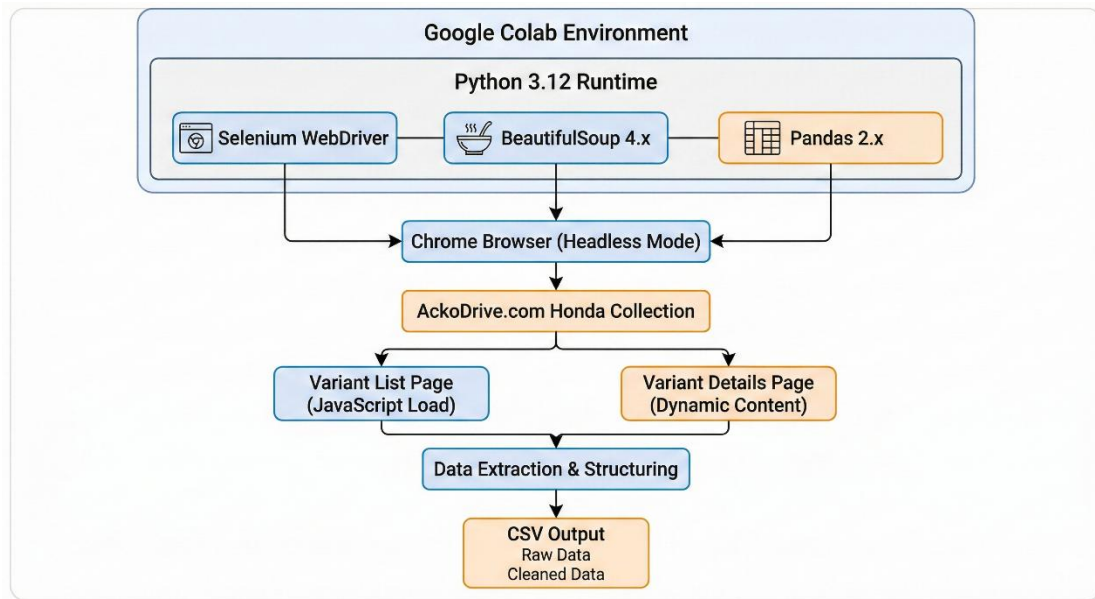 Google Colab Environment
Python 3.12 Runtime
Selenium WebDriver
BeautifulSoup 4.x
Pandas 2.x
Chrome Browser (Headless Mode)
AckoDrive.com Honda Collection
Variant List Page
(JavaScript Load)
Variant Details Page
(Dynamic Content)
Data Extraction & Structuring
CSV Output
Raw Data
Cleaned Data